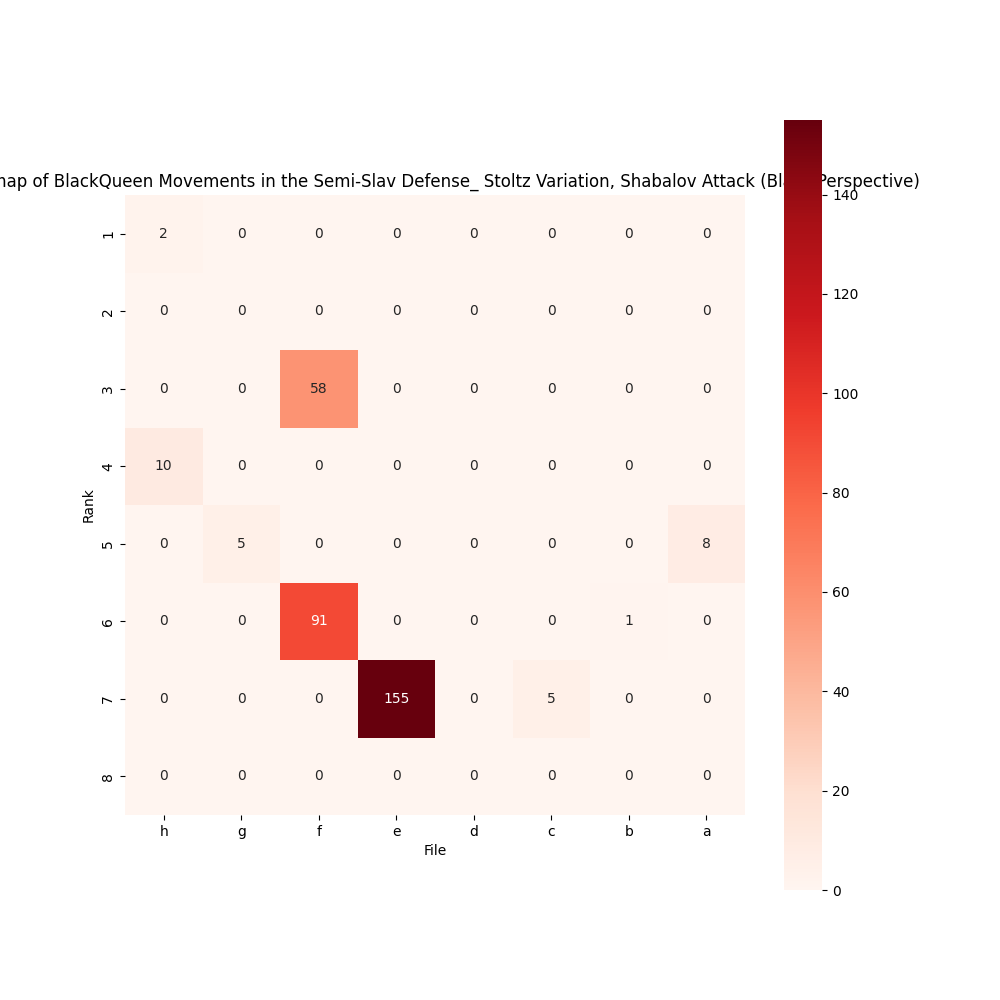 map of BlackQueen Movements in the Semi-Slav Defense_ Stoltz Variation, Shabalov Attack (Bl Perspective)
140
1 2 0 0 0 0 0 0 0
120
2 0 0 0 0 0 0 0 0
3 0 0 58 0 0 0 0 0
100
4 10 0 0 0 0 0 0 0
80
Rank
5 0 5 0 0 0 0 0 8
60
6 0 0 91 0 0 0 1 0
40
7 0 0 0 155 0 5 0 0
8 0 0 0 0 0 0 0 0
20
h g f e d c b a
File
0